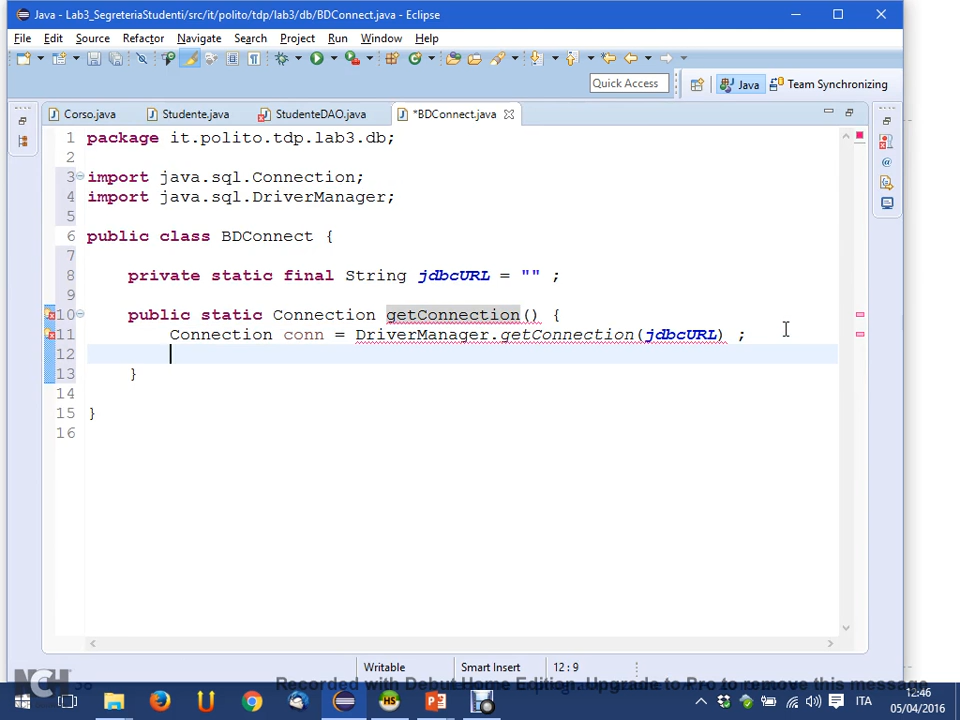 Java - Lab3_SegreteriaStudenti/src/it/polito/tdp/lab3/db/BDConnect.java - Eclipse
File Edit Source Refactor Navigate Search Project Run Window Help
Quick Access Java Team Synchronizing
Corso.java Studente.java StudenteDAO.java *BDConnect.java
1 package it.polito.tdp.lab3.db;
2
3 import java.sql.Connection;
4 import java.sql.DriverManager;
5
6 public class BDConnect {
7
8 private static final String jdbcURL = "" ;
9
10 public static Connection getConnection() {
11 Connection conn = DriverManager.getConnection(jdbcURL) ;
12
13 }
14
15 }
16
Writable Smart Insert 12 : 9
NCH Recorded with Debut Home Edition. Upgrade to Pro to remove this message
ITA 12:46
05/04/2016